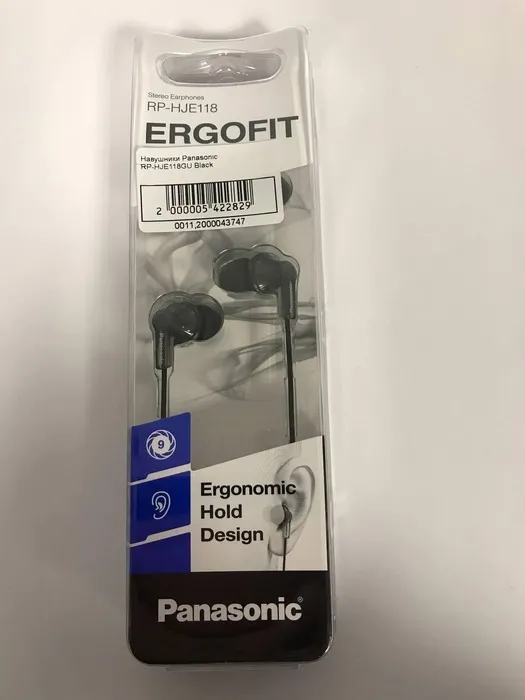 Stereo Earphones
RP-HJE118
ERGOFIT
Навушники Panasonic
RP-HJE118GU Black
2 000005 422829
0011,2000043747
Panasonic
9
Ergonomic
Hold
Design
Panasonic®